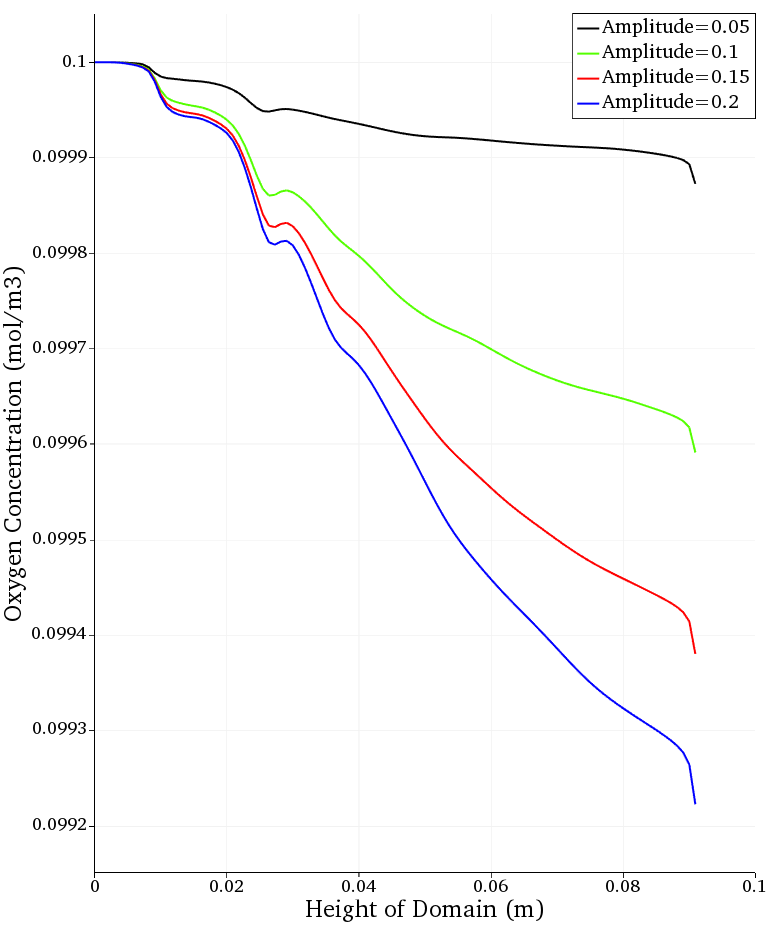 Amplitude=0.05
Amplitude=0.1
Amplitude=0.15
Amplitude=0.2
Oxygen Concentration (mol/m3)
0.1
0.0999
0.0998
0.0997
0.0996
0.0995
0.0994
0.0993
0.0992
0 0.02 0.04 0.06 0.08 0.1
Height of Domain (m)